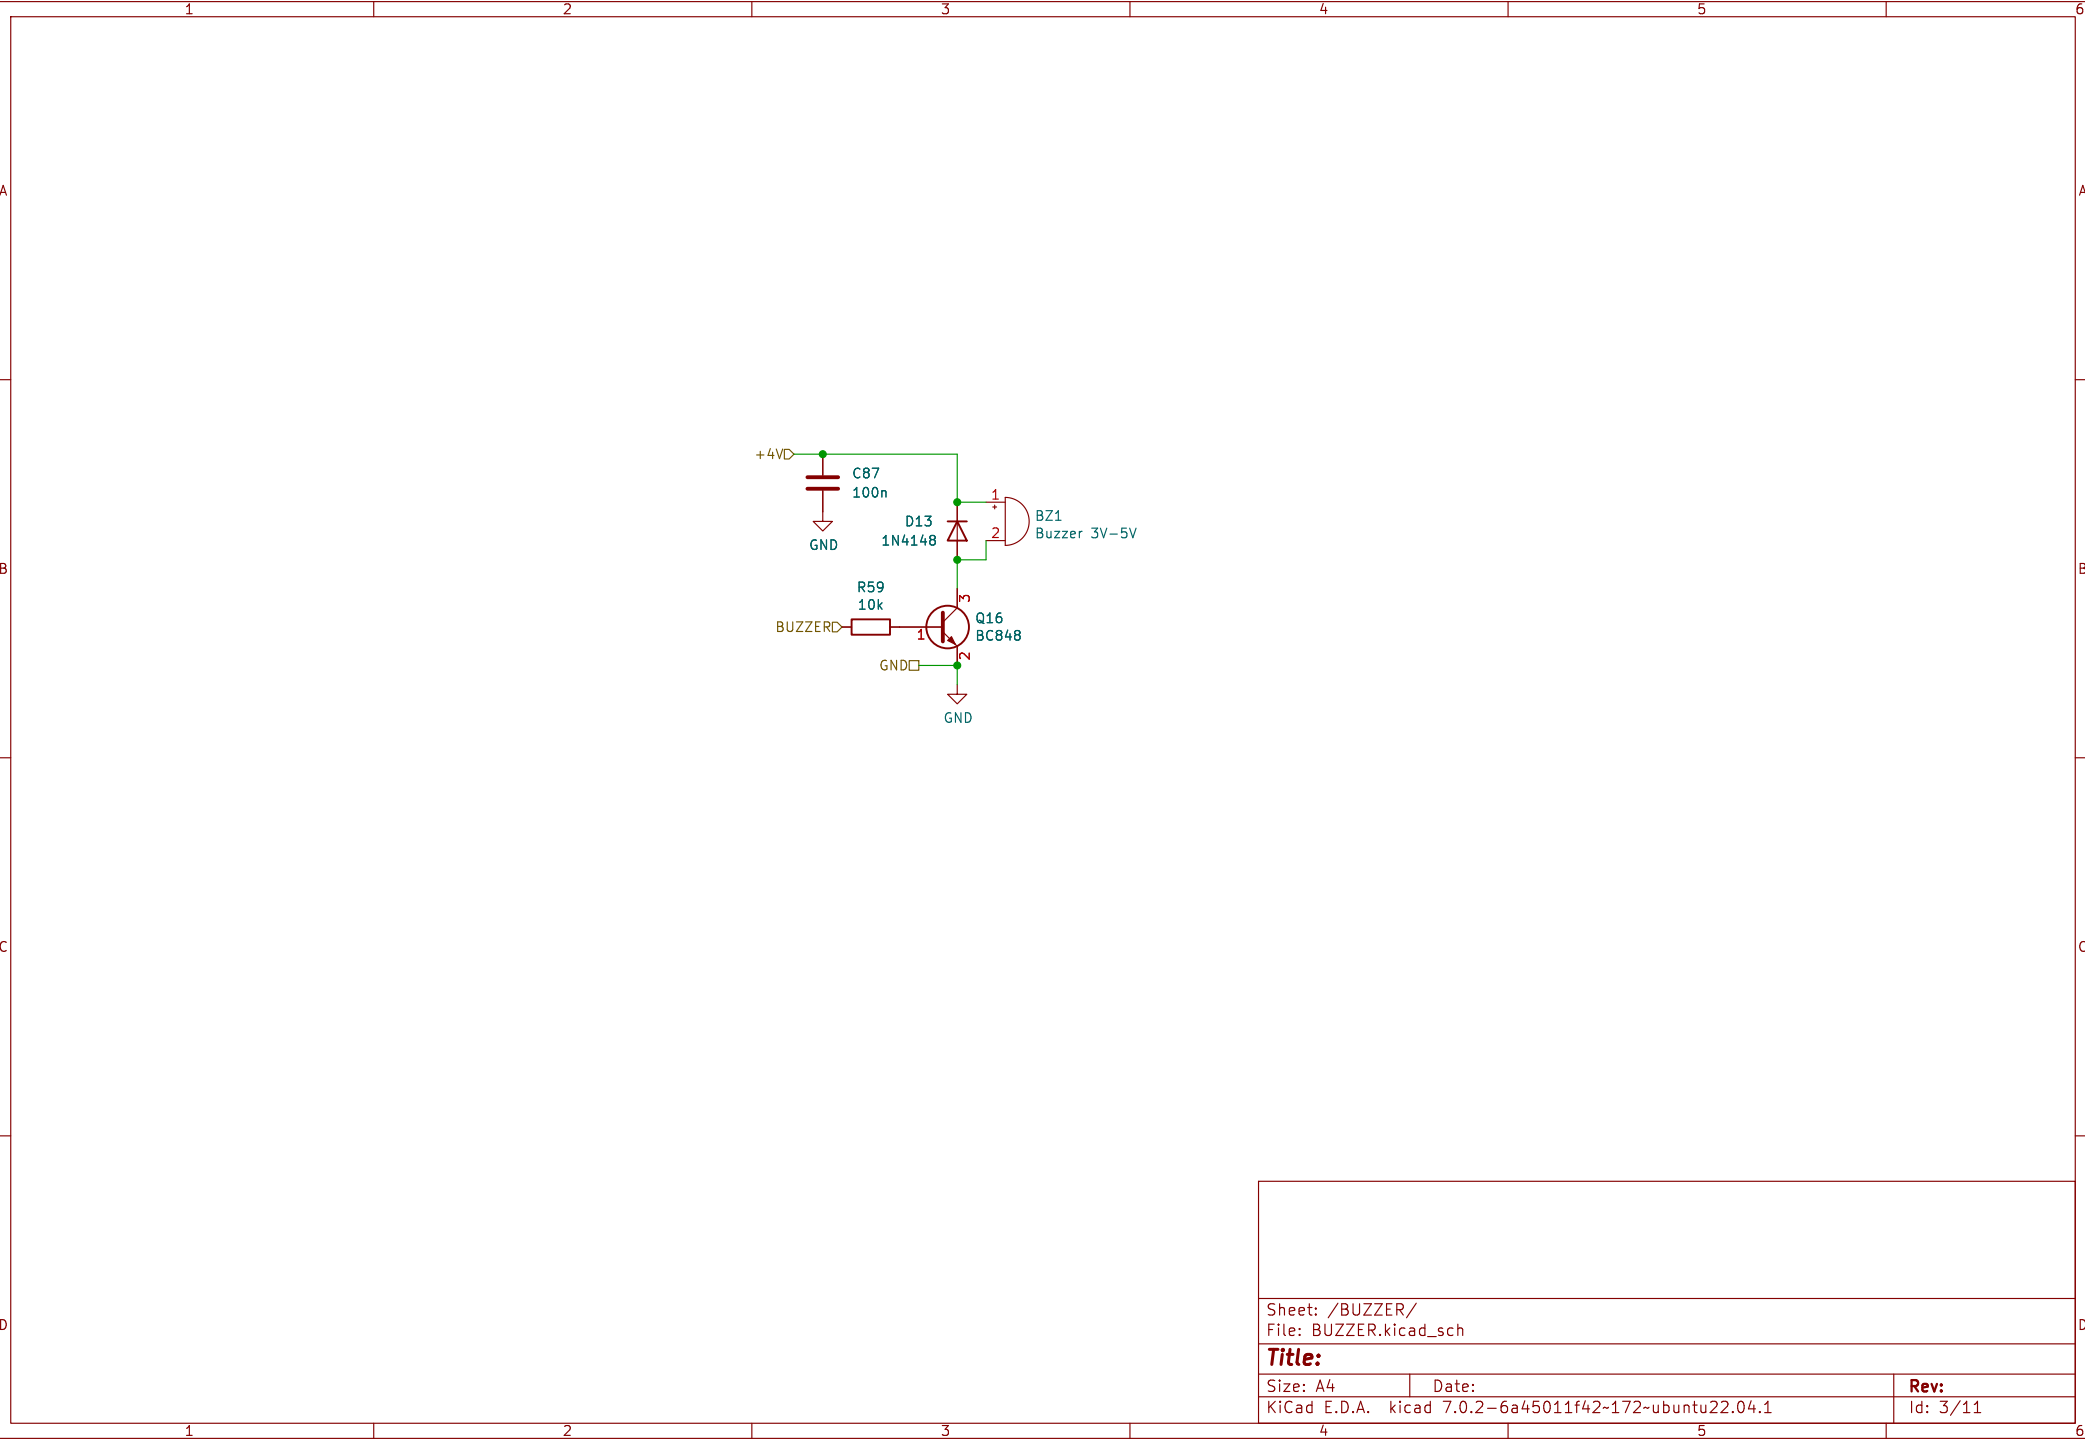 1 2 3 4 5 6
A A
+4V
C87
100n
GND
1
+
2
BZ1
Buzzer 3V-5V
D13
1N4148
B B
R59
10k
BUZZER
1
3
Q16
BC848
2
GND
GND
C C
D D
Sheet: /BUZZER/
File: BUZZER.kicad_sch
Title:
Size: A4 Date: Rev:
KiCad E.D.A. kicad 7.0.2-6a45011f42~172~ubuntu22.04.1 Id: 3/11
1 2 3 4 5 6